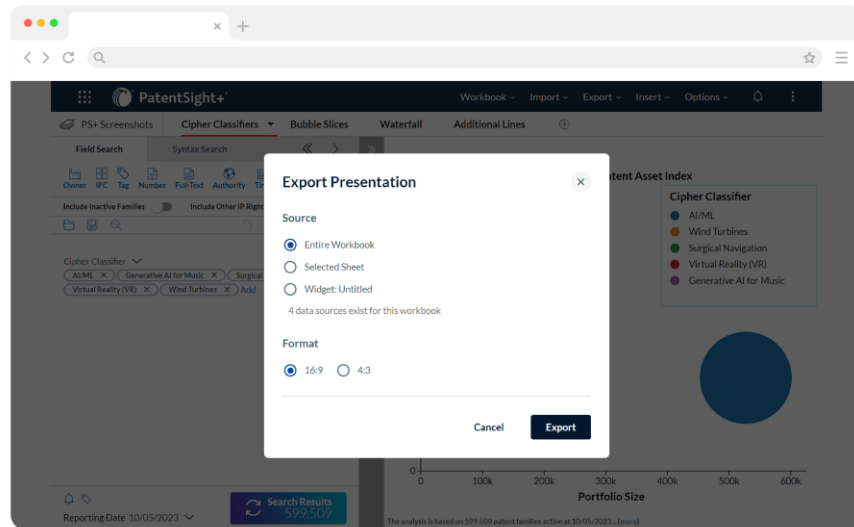 PatentSight+
Workbook Import Export Insert Options
PS+ Screenshots Cipher Classifiers Bubble Slices Waterfall Additional Lines
Field Search Syntax Search
Owner IPC Tag Number Full-Text Authority
Include Inactive Families Include Other IP Right
Cipher Classifier
AI/ML X Generative AI for Music X Surgical
Virtual Reality (VR) X Wind Turbines X Add
Reporting Date 10/05/2023
Search Results
599.509
Export Presentation
Source
Entire Workbook
Selected Sheet
Widget: Untitled
4 data sources exist for this workbook
Format
16:9 4:3
Cancel Export
tent Asset Index
Cipher Classifier
AI/ML
Wind Turbines
Surgical Navigation
Virtual Reality (VR)
Generative AI for Music
0
0 100k 200k 300k 400k 500k 600k
Portfolio Size
The analysis is based on 599 509 patent families active at 10/05/2023...(more)